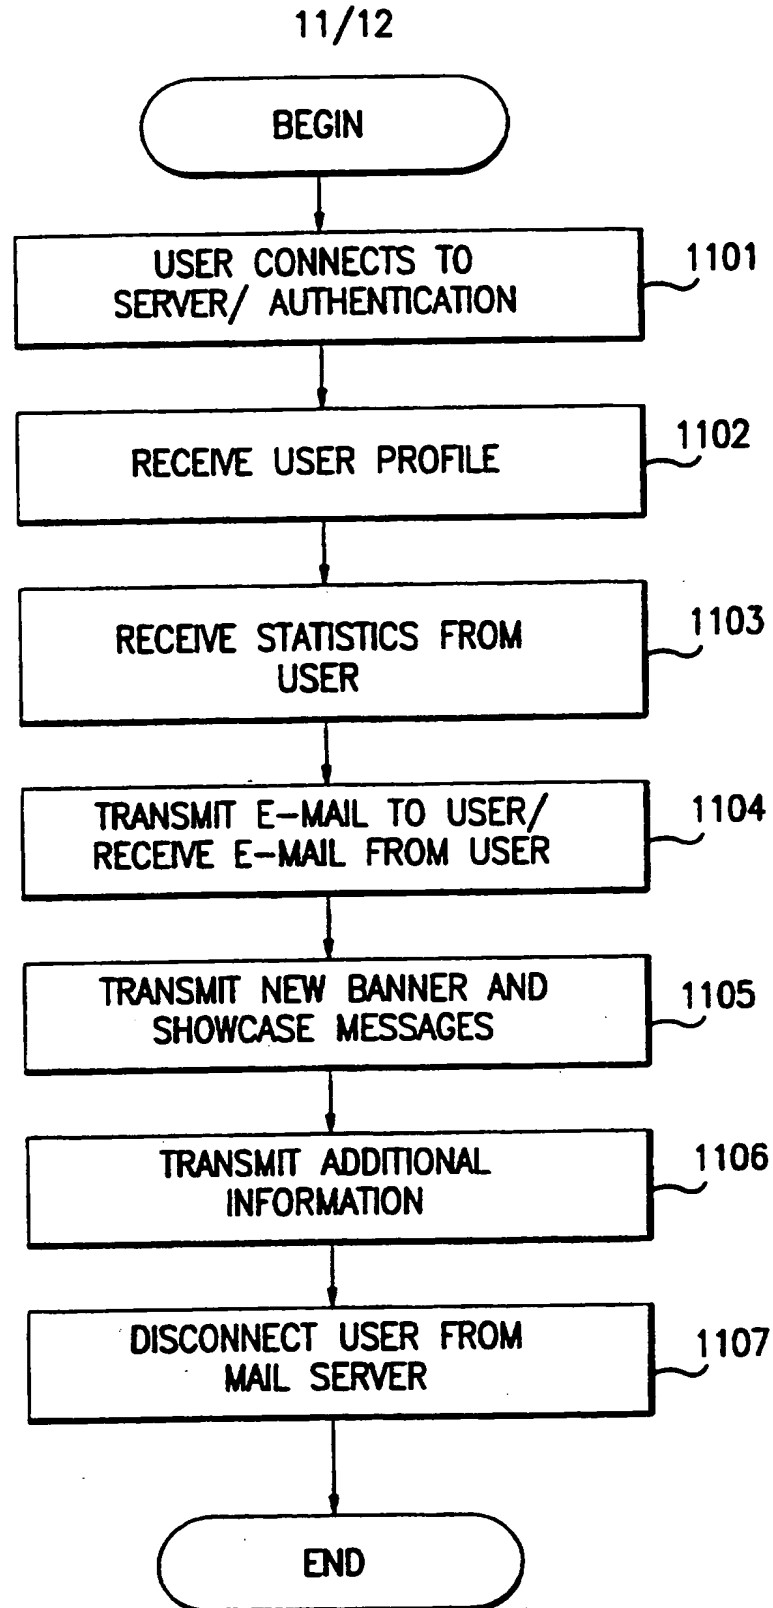 11/12
BEGIN
USER CONNECTS TO
SERVER/ AUTHENTICATION
1101
RECEIVE USER PROFILE
1102
RECEIVE STATISTICS FROM
USER
1103
TRANSMIT E-MAIL TO USER/
RECEIVE E-MAIL FROM USER
1104
TRANSMIT NEW BANNER AND
SHOWCASE MESSAGES
1105
TRANSMIT ADDITIONAL
INFORMATION
1106
DISCONNECT USER FROM
MAIL SERVER
1107
END